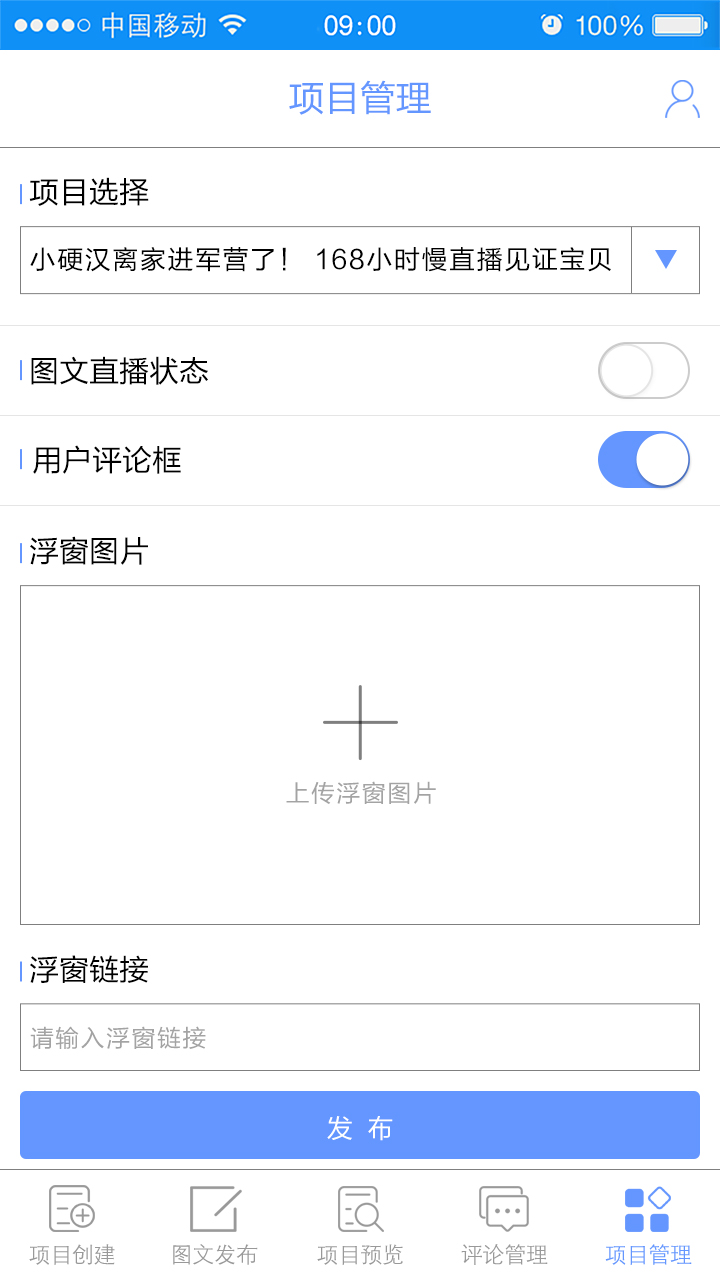 中国移动 09:00 100%
项目管理
项目选择
小硬汉离家进军营了！ 168小时慢直播见证宝贝
图文直播状态
用户评论框
浮窗图片
上传浮窗图片
浮窗链接
请输入浮窗链接
发 布
项目创建 图文发布 项目预览 评论管理 项目管理